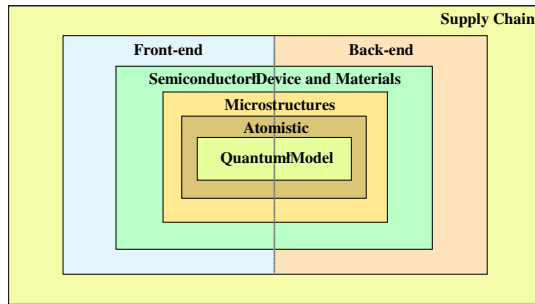 Supply Chain
Front-end
Back-end
Semiconductor Device and Materials
Microstructures
Atomistic
Quantum Model